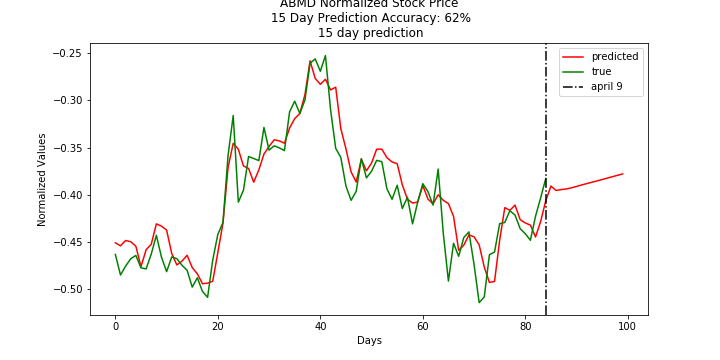 ABMD Normalized Stock Price
15 Day Prediction Accuracy: 62%
15 day prediction
predicted
true
april 9
−0.25
−0.30
−0.35
−0.40
−0.45
−0.50
Normalized Values
0
20
40
60
80
100
Days